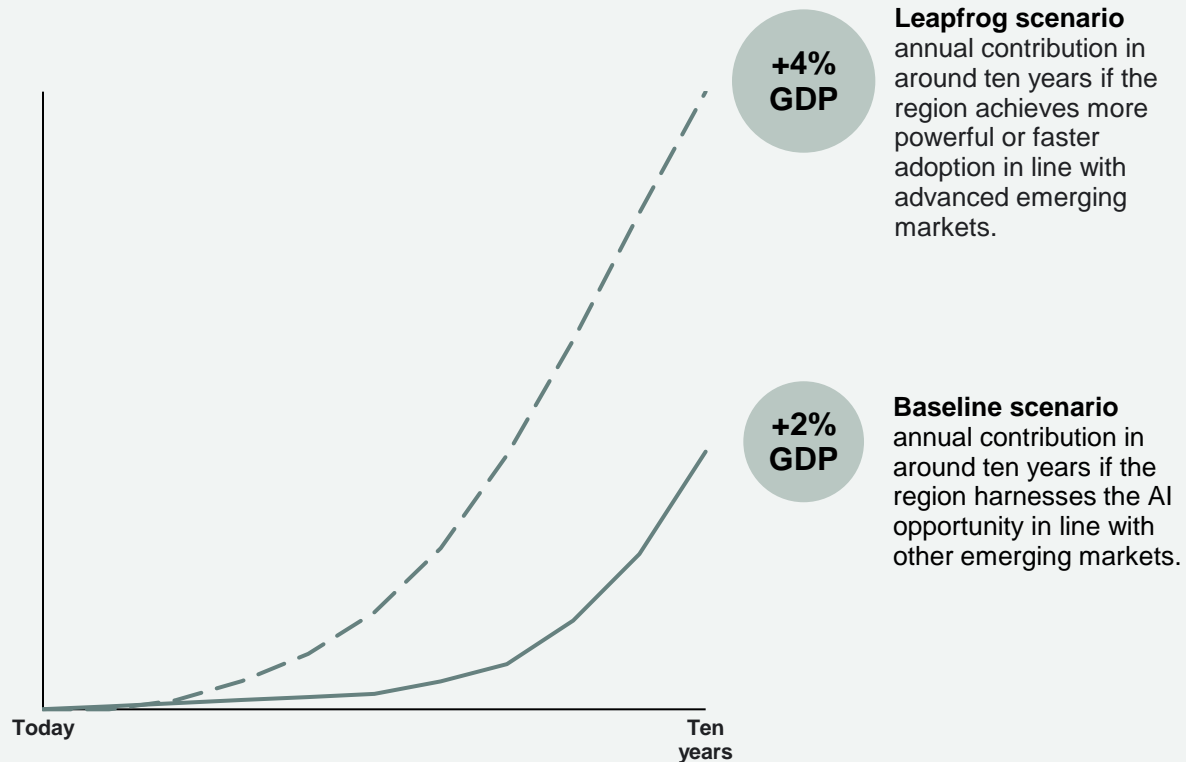 +4%
GDP
Leapfrog scenario
annual contribution in
around ten years if the
region achieves more
powerful or faster
adoption in line with
advanced emerging
markets.
+2%
GDP
Baseline scenario
annual contribution in
around ten years if the
region harnesses the AI
opportunity in line with
other emerging markets.
Today
Ten
years